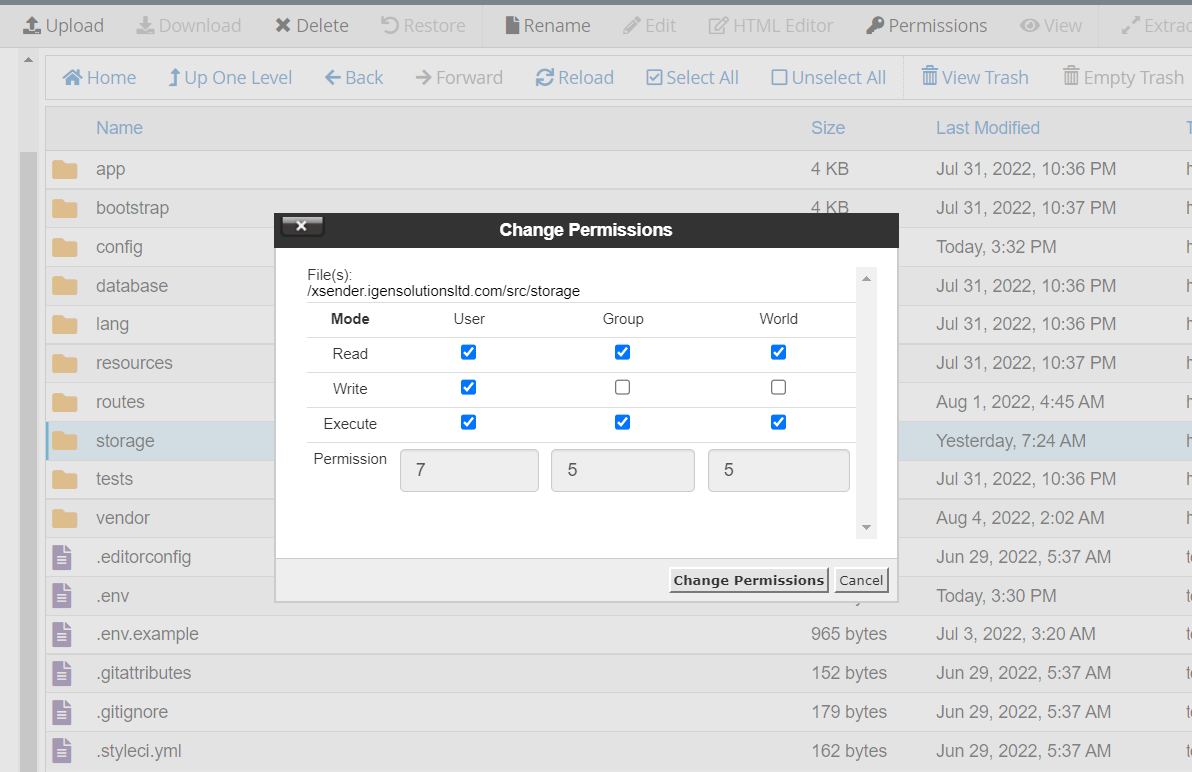 Upload Download Delete Restore Rename Edit HTML Editor Permissions View Extrac
Home Up One Level Back Forward Reload Select All Unselect All View Trash Empty Trash
Name Size Last Modified
app 4 KB Jul 31, 2022, 10:36 PM
bootstrap 4 KB Jul 31, 2022, 10:37 PM
config Today, 3:32 PM
database Jul 31, 2022, 10:36 PM
lang Jul 31, 2022, 10:36 PM
resources Jul 31, 2022, 10:37 PM
routes Aug 1, 2022, 4:45 AM
storage Yesterday, 7:24 AM
tests Jul 31, 2022, 10:36 PM
vendor Aug 4, 2022, 2:02 AM
.editorconfig Jun 29, 2022, 5:37 AM
.env Today, 3:30 PM
.env.example 965 bytes Jul 3, 2022, 3:20 AM
.gitattributes 152 bytes Jun 29, 2022, 5:37 AM
.gitignore 179 bytes Jun 29, 2022, 5:37 AM
.styleci.yml 162 bytes Jun 29, 2022, 5:37 AM
Change Permissions
File(s):
/xsender.igensolutionsltd.com/src/storage
Mode User Group World
Read
Write
Execute
Permission 7 5 5
Change Permissions Cancel